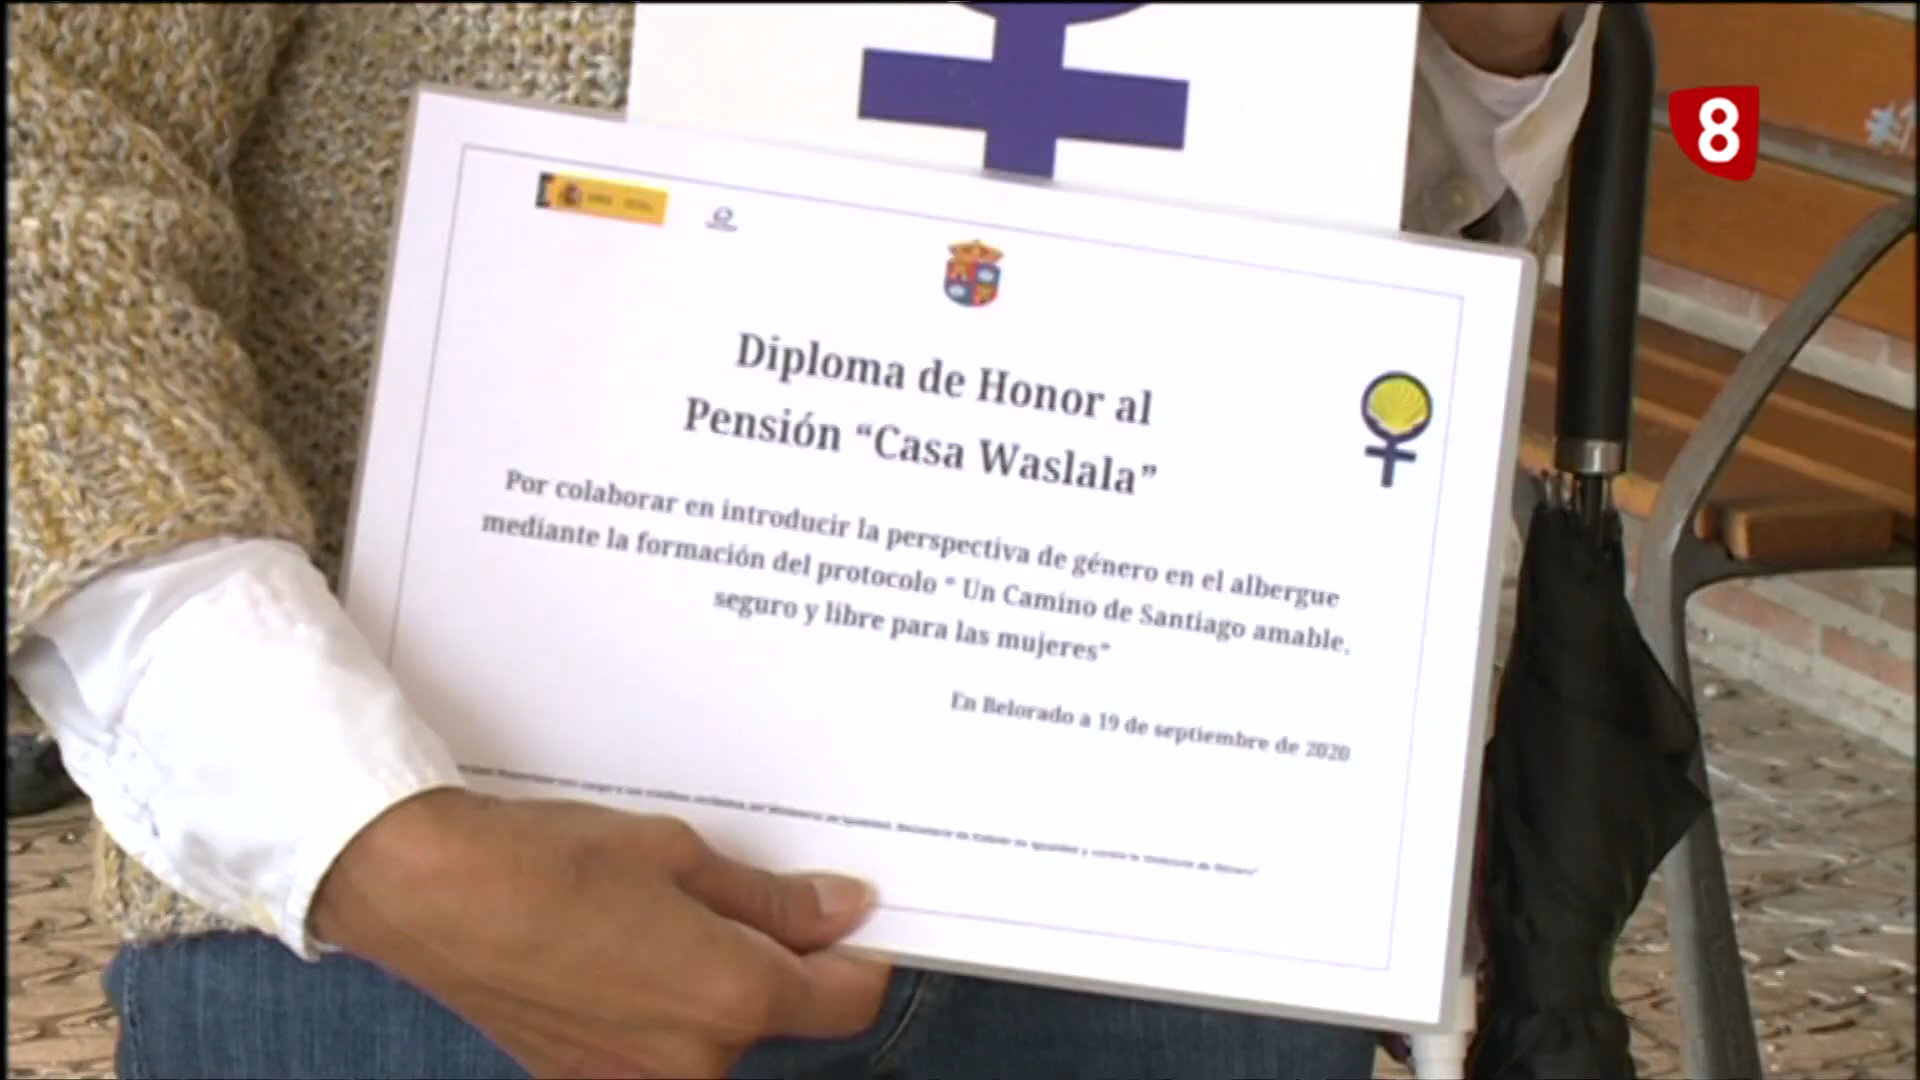 8
Diploma de Honor al
Pensión “Casa Waslala”
Por colaborar en introducir la perspectiva de género en el albergue
mediante la formación del protocolo “ Un Camino de Santiago amable,
seguro y libre para las mujeres”
En Belorado a 19 de septiembre de 2020